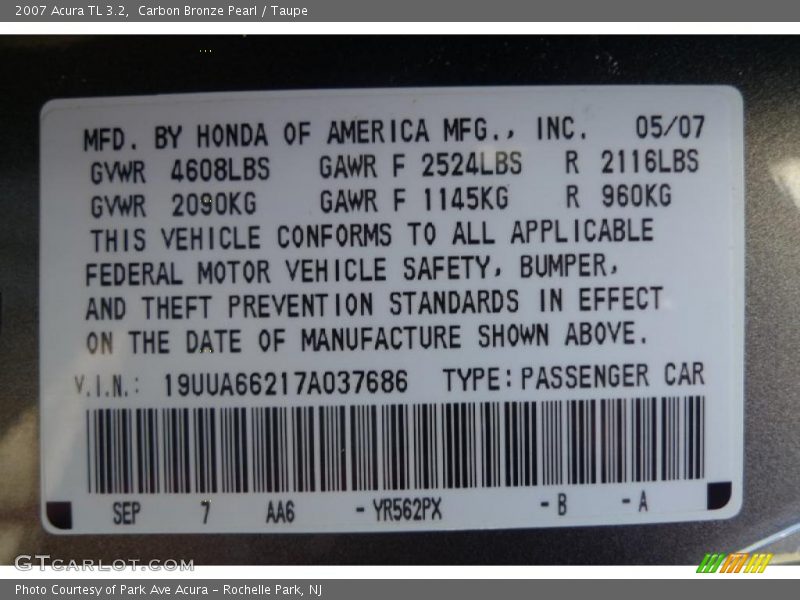 2007 Acura TL 3.2,  Carbon Bronze Pearl / Taupe
MFD. BY HONDA OF AMERICA MFG., INC. 05/07
GVWR 4608LBS GAWR F 2524LBS R 2116LBS
GVWR 2090KG GAWR F 1145KG R 960KG
THIS VEHICLE CONFORMS TO ALL APPLICABLE
FEDERAL MOTOR VEHICLE SAFETY, BUMPER,
AND THEFT PREVENTION STANDARDS IN EFFECT
ON THE DATE OF MANUFACTURE SHOWN ABOVE.
V.I.N.: 19UUA66217A037686 TYPE: PASSENGER CAR
SEP 7 AA6 - YR562PX - B - A
GTCARLOT.COM
Photo Courtesy of Park Ave Acura - Rochelle Park, NJ